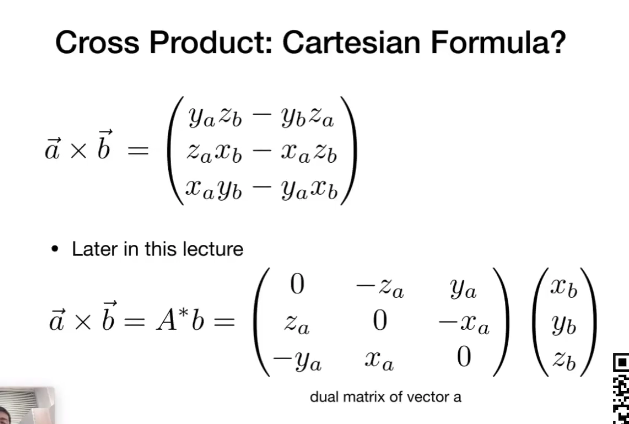 Cross Product: Cartesian Formula?
$\vec{a} \times \vec{b} = \begin{pmatrix} y_a z_b - y_b z_a \\ z_a x_b - x_a z_b \\ x_a y_b - y_a x_b \end{pmatrix}$
• Later in this lecture
$\vec{a} \times \vec{b} = A^* b = \begin{pmatrix} 0 & -z_a & y_a \\ z_a & 0 & -x_a \\ -y_a & x_a & 0 \end{pmatrix} \begin{pmatrix} x_b \\ y_b \\ z_b \end{pmatrix}$
dual matrix of vector a